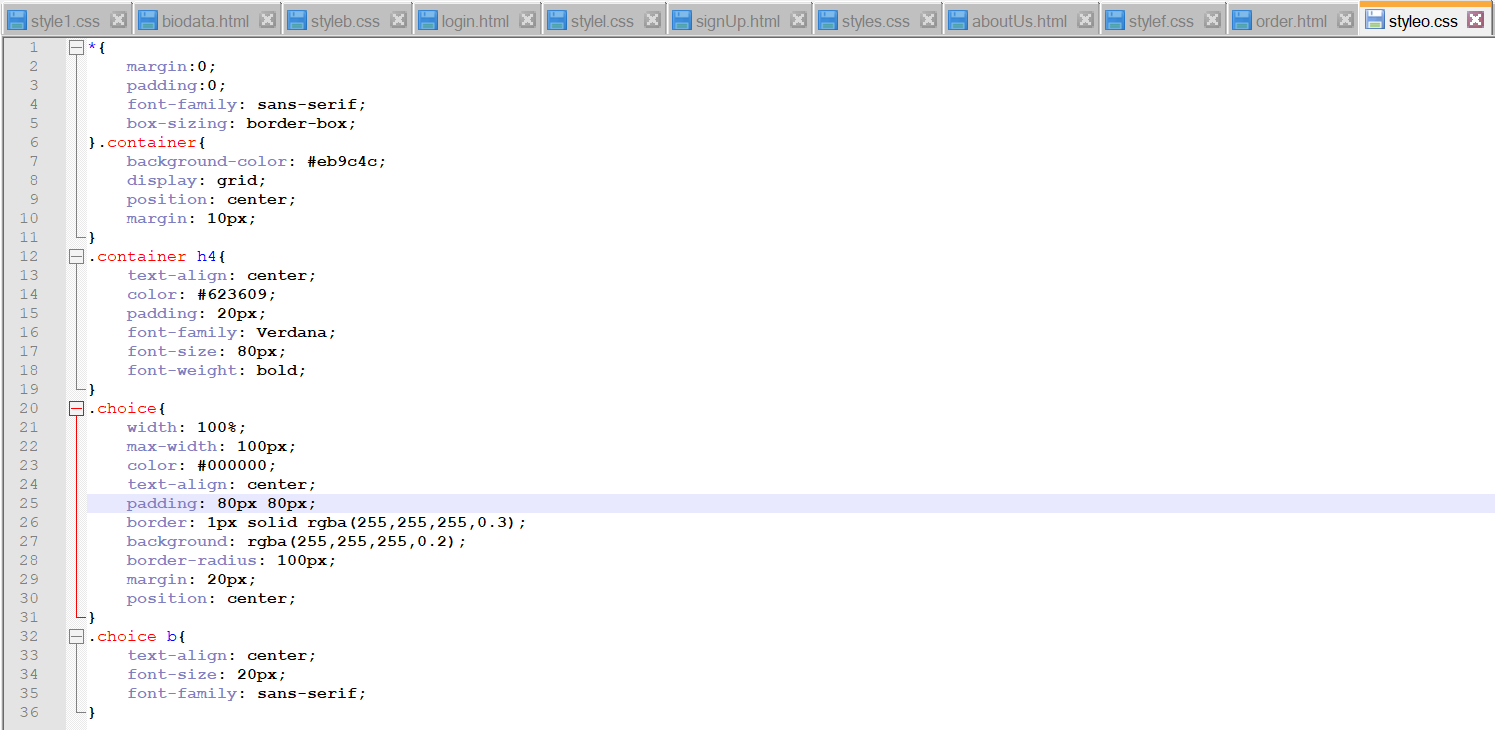 style1.css biodata.html styleb.css login.html stylel.css signUp.html styles.css aboutUs.html stylef.css order.html styleo.css
1 *{
2 margin:0;
3 padding:0;
4 font-family: sans-serif;
5 box-sizing: border-box;
6 }.container{
7 background-color: #eb9c4c;
8 display: grid;
9 position: center;
10 margin: 10px;
11 }
12 .container h4{
13 text-align: center;
14 color: #623609;
15 padding: 20px;
16 font-family: Verdana;
17 font-size: 80px;
18 font-weight: bold;
19 }
20 .choice{
21 width: 100%;
22 max-width: 100px;
23 color: #000000;
24 text-align: center;
25 padding: 80px 80px;
26 border: 1px solid rgba(255,255,255,0.3);
27 background: rgba(255,255,255,0.2);
28 border-radius: 100px;
29 margin: 20px;
30 position: center;
31 }
32 .choice b{
33 text-align: center;
34 font-size: 20px;
35 font-family: sans-serif;
36 }